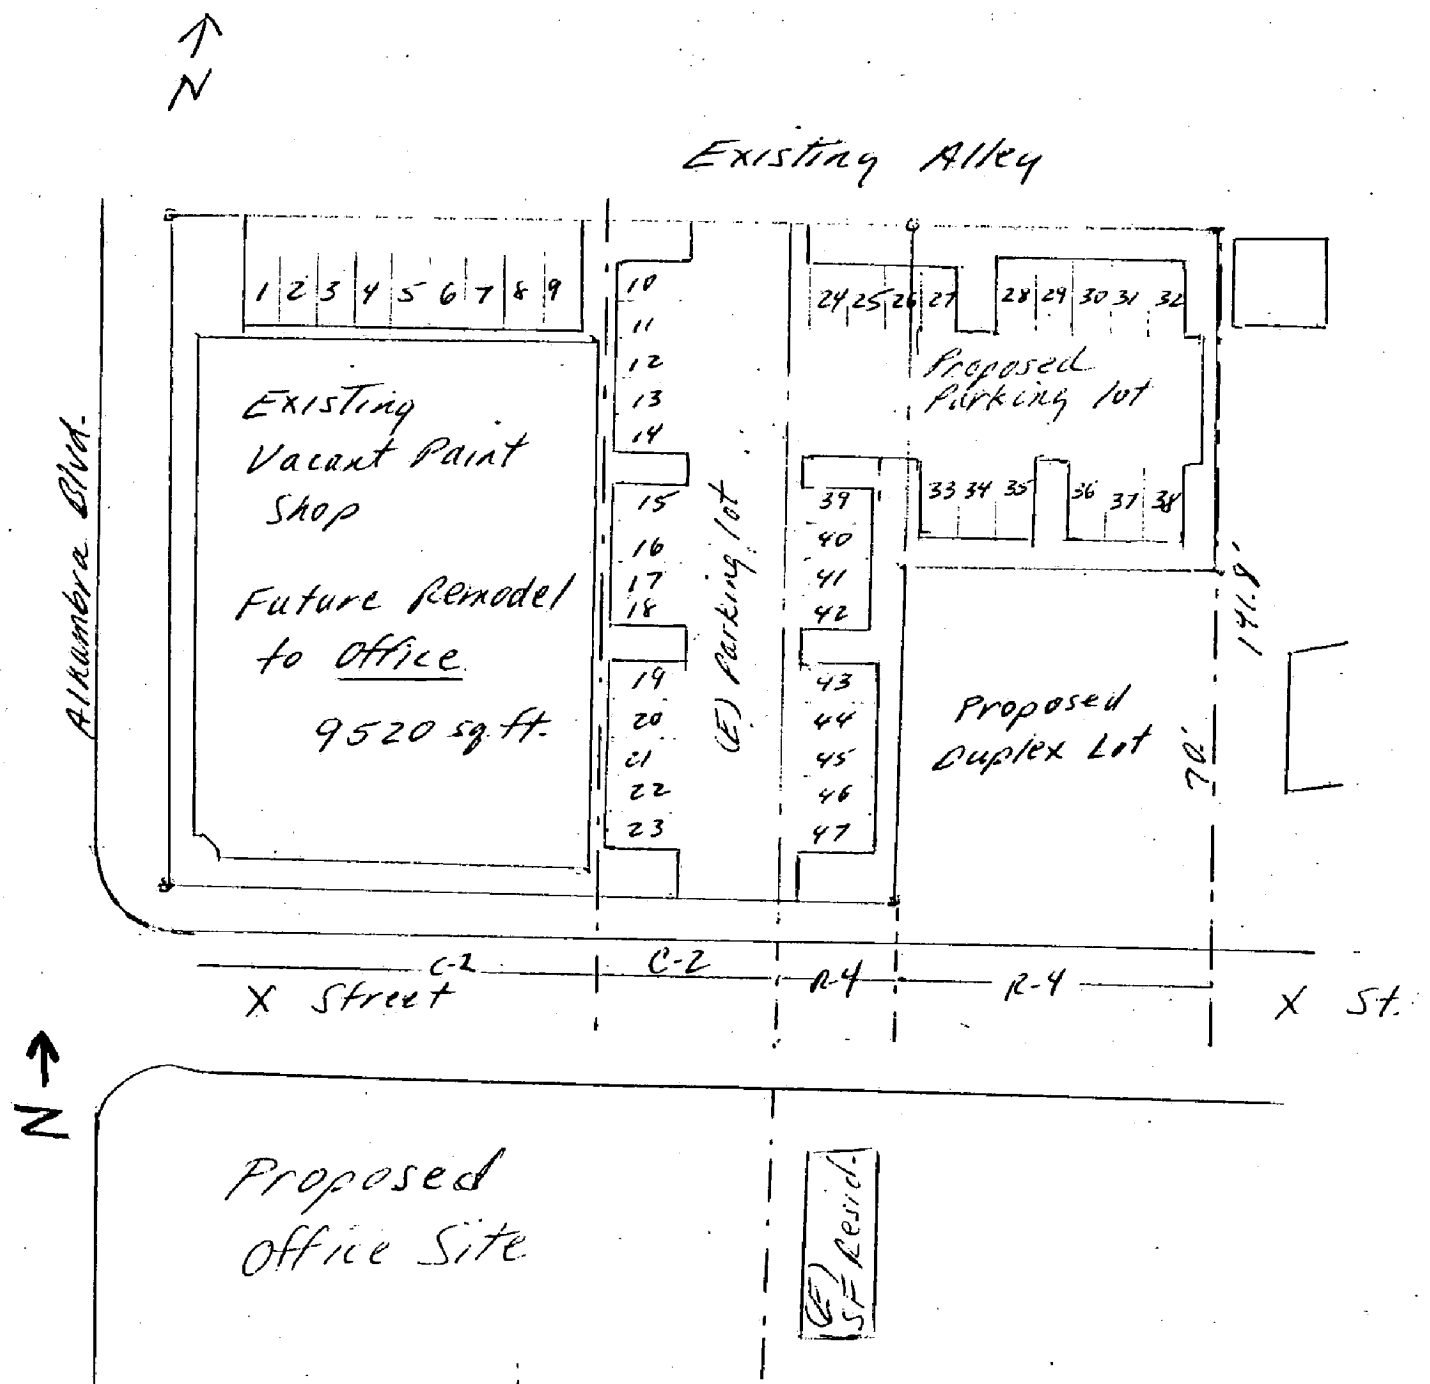 N
Existing Alley
1 2 3 4 5 6 7 8 9
10
11
12
13
14
15
16
17
18
19
20
21
22
23
24 25 26 27 28 29 30 31 32
Proposed
Parking lot
33 34 35 36 37 38
39
40
41
42
43
44
45
46
47
Existing
Vacant Paint
Shop
Future Remodel
to Office
9520 sq. ft.
(E) Parking lot
Alhambra Blvd.
Proposed
Duplex Lot
141.8'
70'
C-2 C-2 R-4 R-4
X Street
X St.
N
Proposed
Office Site
(E)
SF Resid.